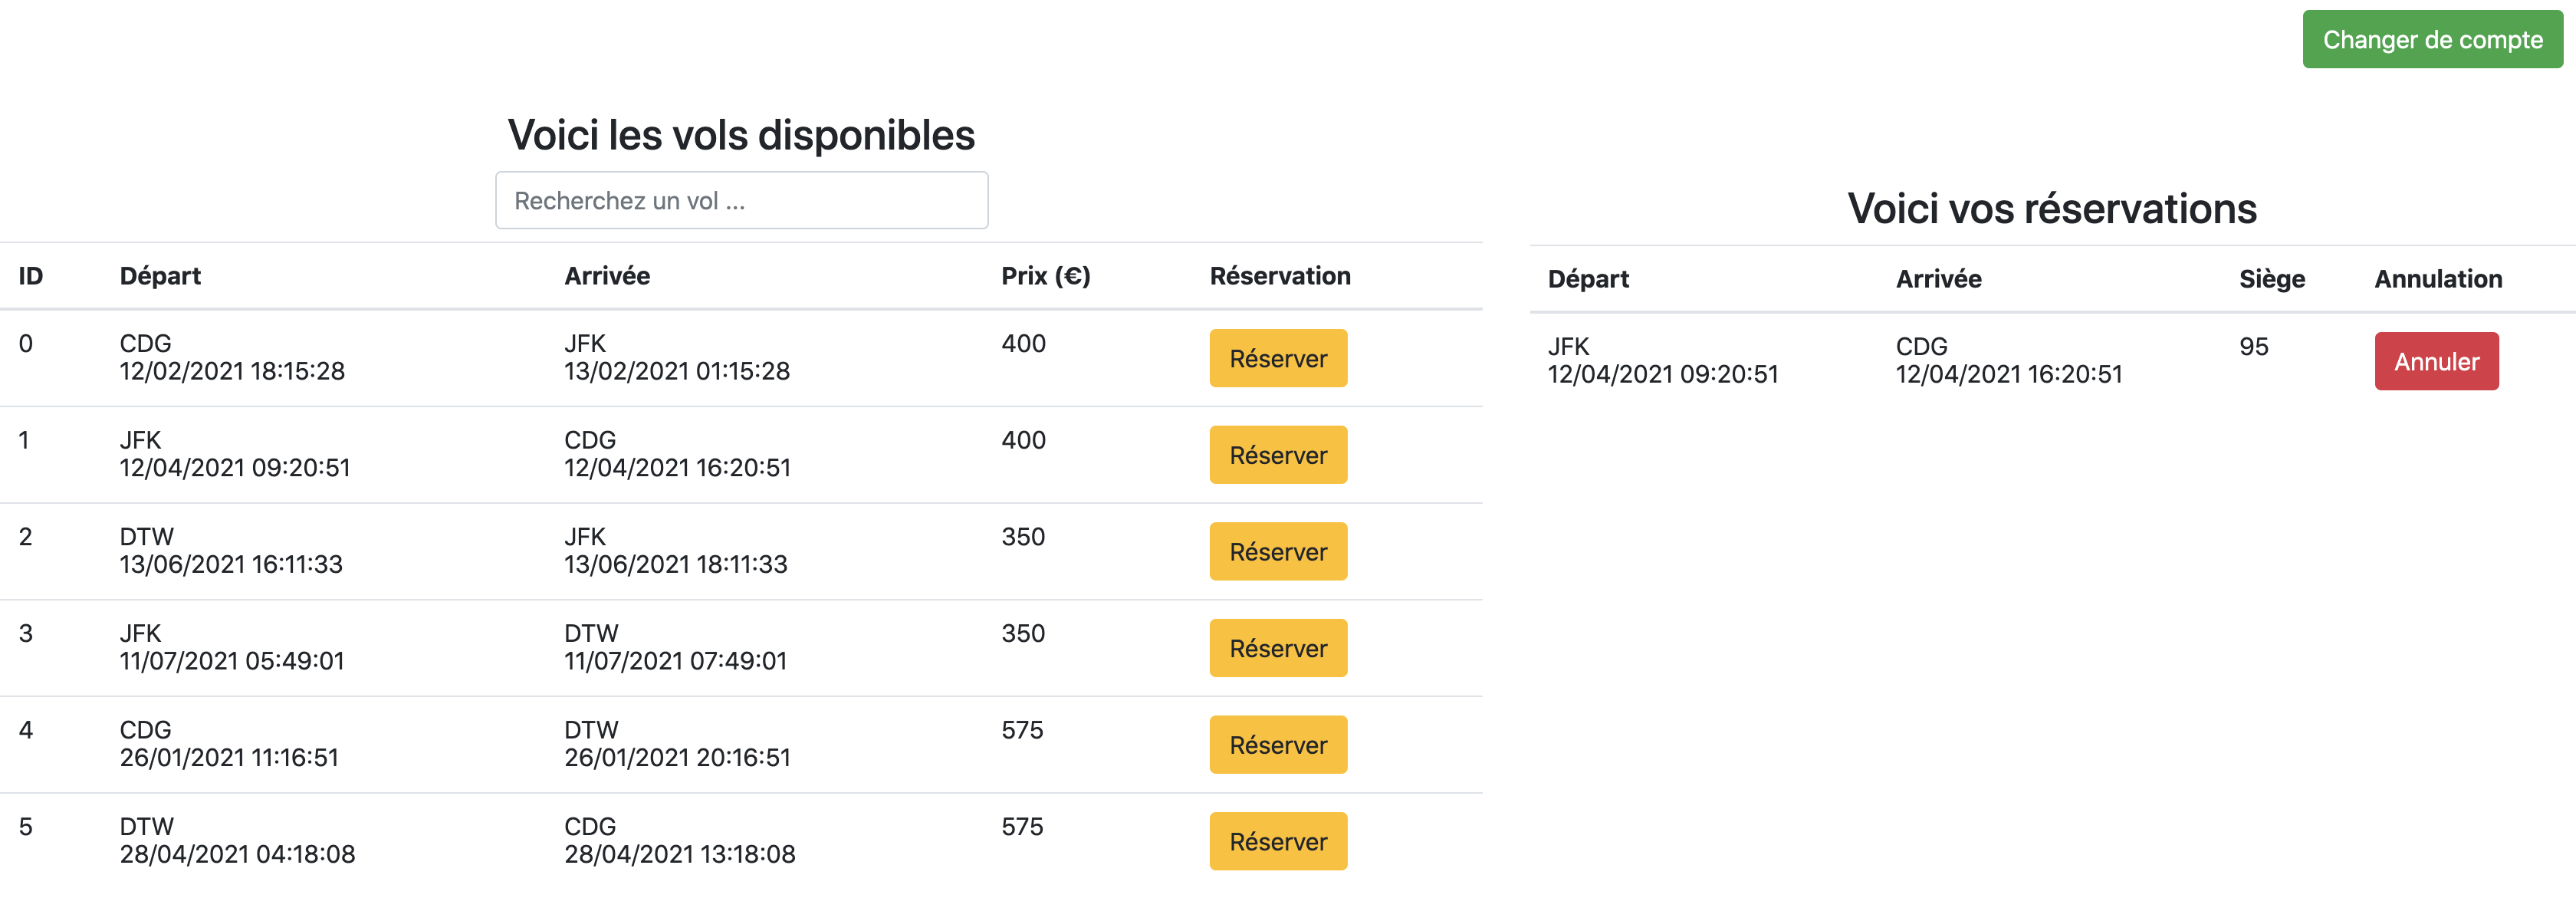 Changer de compte
Voici les vols disponibles
Recherchez un vol ...
ID Départ Arrivée Prix (€) Réservation
0 CDG JFK 400 Réserver
12/02/2021 18:15:28 13/02/2021 01:15:28
1 JFK CDG 400 Réserver
12/04/2021 09:20:51 12/04/2021 16:20:51
2 DTW JFK 350 Réserver
13/06/2021 16:11:33 13/06/2021 18:11:33
3 JFK DTW 350 Réserver
11/07/2021 05:49:01 11/07/2021 07:49:01
4 CDG DTW 575 Réserver
26/01/2021 11:16:51 26/01/2021 20:16:51
5 DTW CDG 575 Réserver
28/04/2021 04:18:08 28/04/2021 13:18:08
Voici vos réservations
Départ Arrivée Siège Annulation
JFK CDG 95 Annuler
12/04/2021 09:20:51 12/04/2021 16:20:51